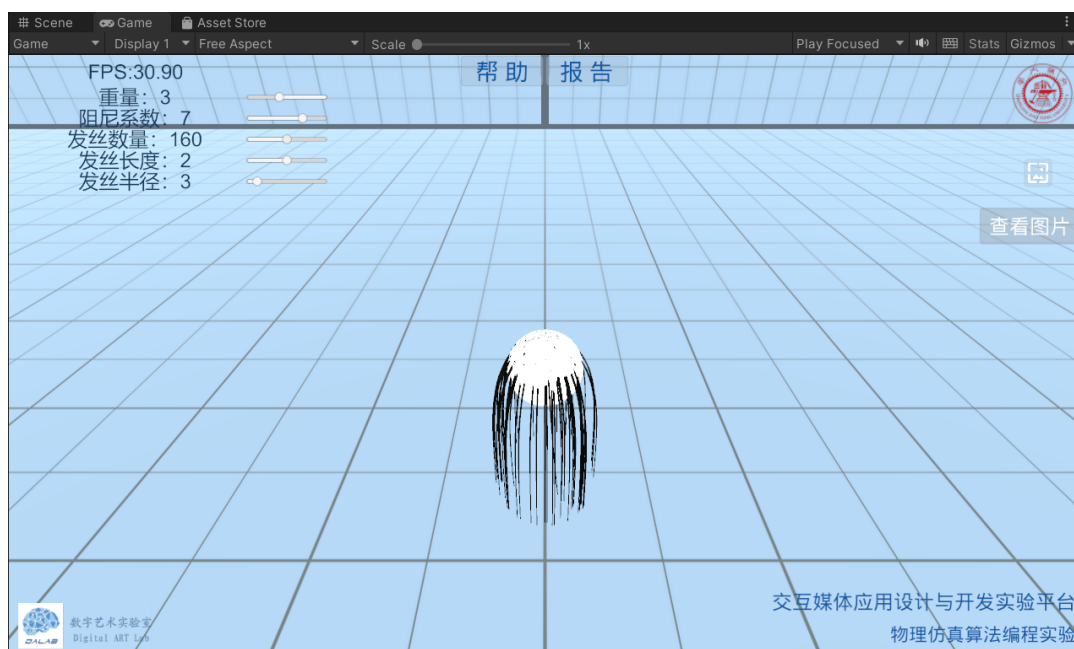 Scene Game Asset Store
Game Display 1 Free Aspect Scale 1x Play Focused Stats Gizmos
FPS:30.90
帮助 报告
重量：3
阻尼系数：7
发丝数量：160
发丝长度：2
发丝半径：3
查看图片
交互媒体应用设计与开发实验平台
物理仿真算法编程实验
数字艺术实验室
Digital ART Lab
DALAB